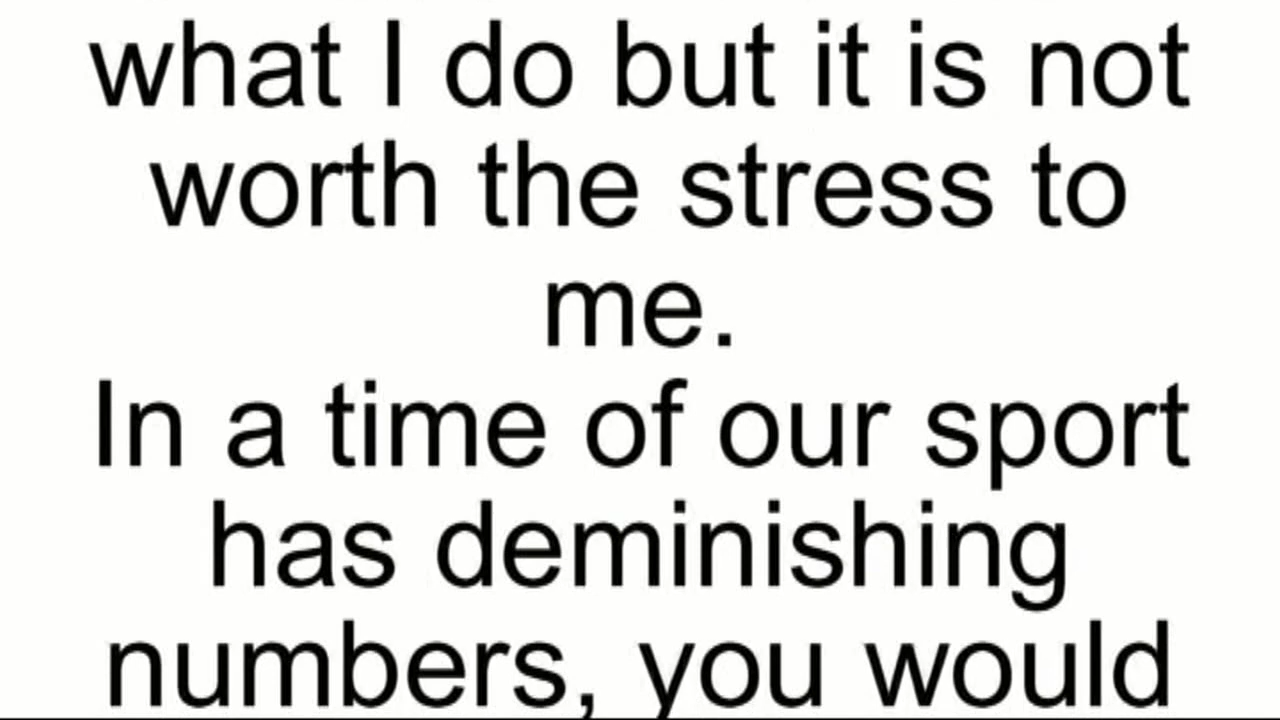 what I do but it is not
worth the stress to
me.
In a time of our sport
has deminishing
numbers, you would